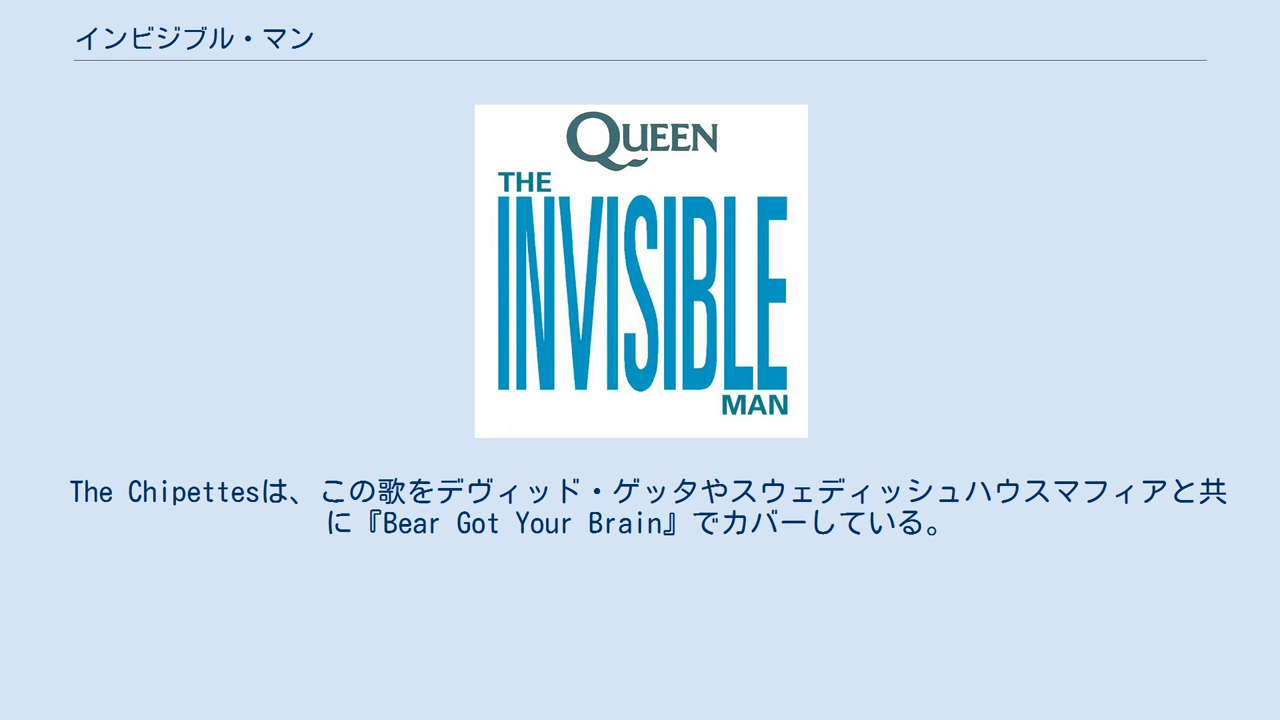 インビジブル・マン
QUEEN
THE
INVISIBLE
MAN
The Chipettesは、この歌をデヴィッド・ゲッタやスウェディッシュハウスマフィアと共
に『Bear Got Your Brain』でカバーしている。